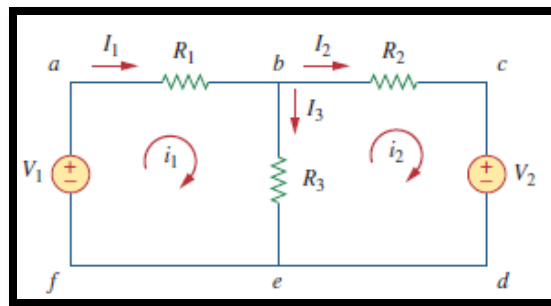 a I₁ R₁ b I₂ R₂ c
I₃
V₁ + − i₁ R₃ i₂ + − V₂
f e d